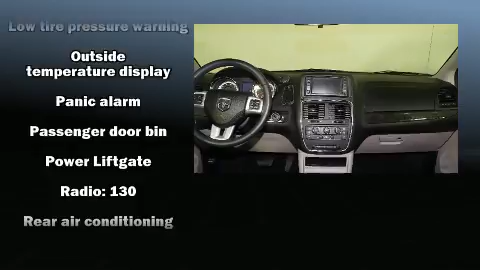 Low tire pressure warning
Outside
temperature display
Panic alarm
Passenger door bin
Power Liftgate
Radio: 130
Rear air conditioning